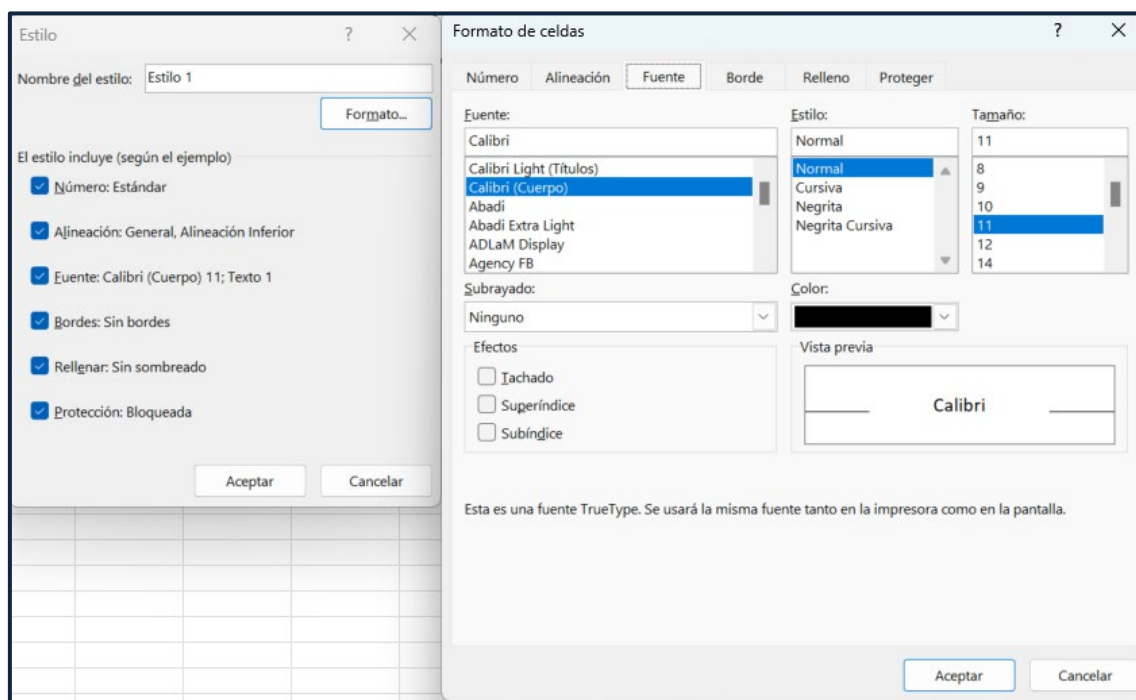 Estilo ? ×
Nombre del estilo: Estilo 1
Formato...
El estilo incluye (según el ejemplo)
Número: Estándar
Alineación: General, Alineación Inferior
Fuente: Calibri (Cuerpo) 11; Texto 1
Bordes: Sin bordes
Rellenar: Sin sombreado
Protección: Bloqueada
Aceptar Cancelar
Formato de celdas ? ×
Número Alineación Fuente Borde Relleno Proteger
Fuente:
Calibri
Calibri Light (Títulos)
Calibri (Cuerpo)
Abadi
Abadi Extra Light
ADLaM Display
Agency FB
Estilo:
Normal
Normal
Cursiva
Negrita
Negrita Cursiva
Tamaño:
11
8
9
10
11
12
14
Subrayado:
Ninguno
Color:
Efectos
Tachado
Superíndice
Subíndice
Vista previa
Calibri
Esta es una fuente TrueType. Se usará la misma fuente tanto en la impresora como en la pantalla.
Aceptar Cancelar